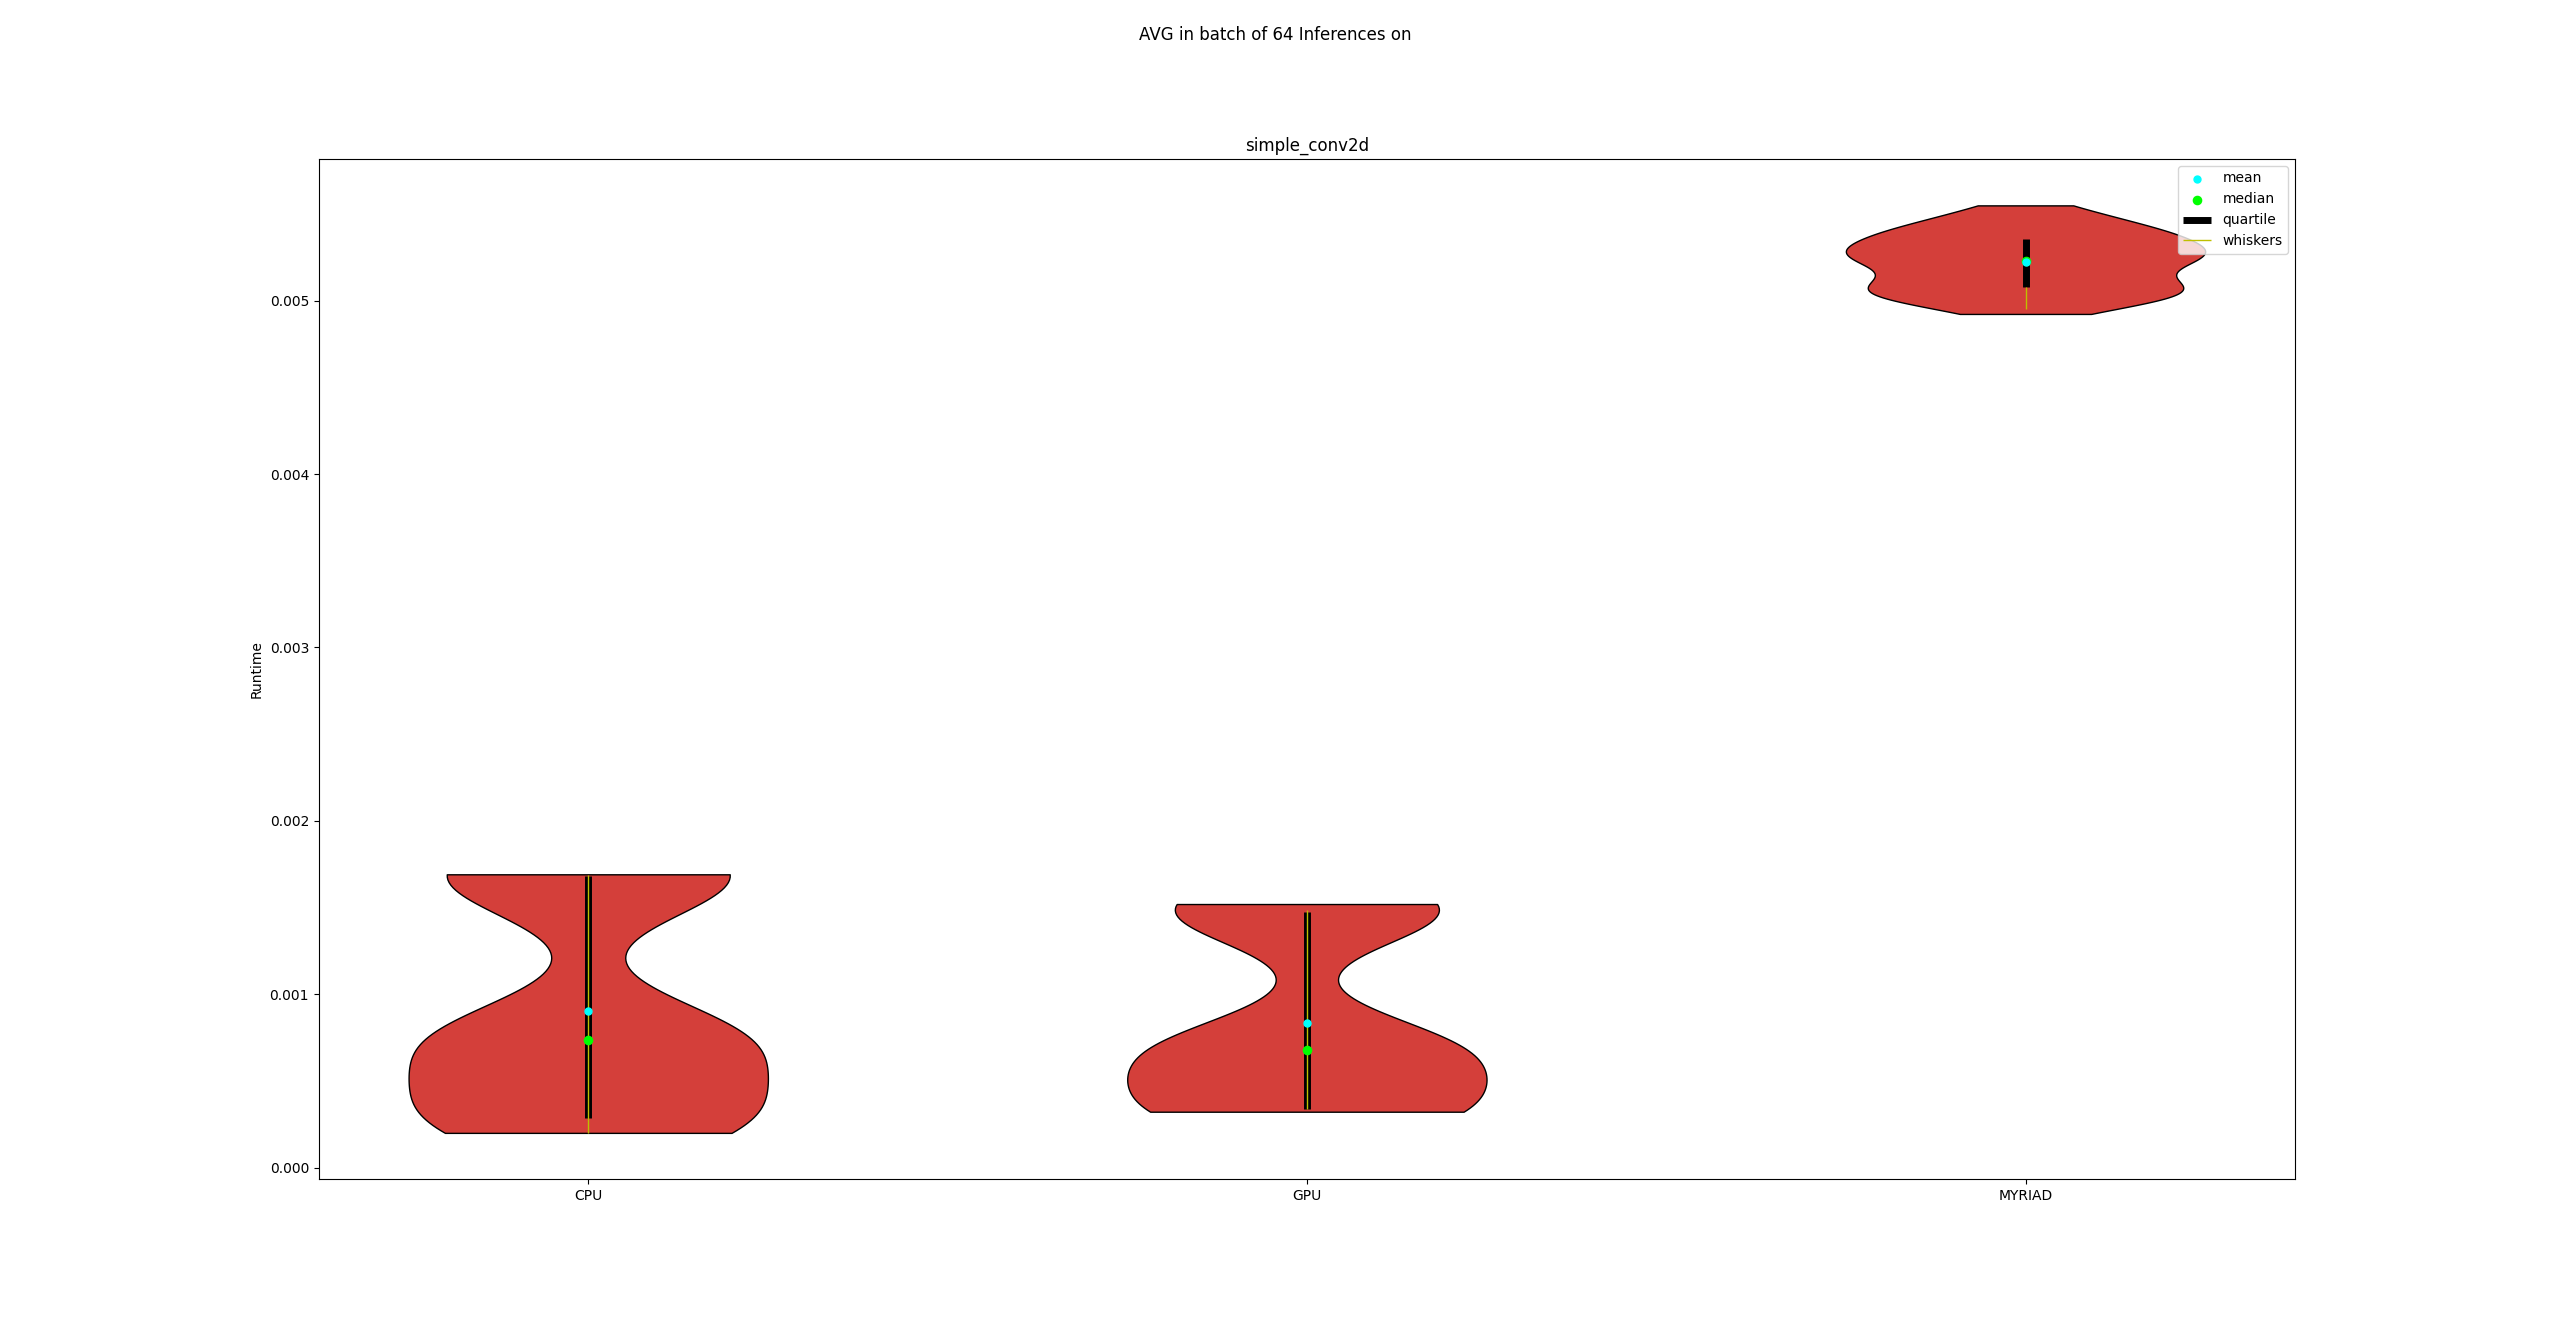 AVG in batch of 64 Inferences on
simple_conv2d
mean
median
quartile
whiskers
0.005
0.004
0.003
0.002
0.001
0.000
Runtime
CPU GPU MYRIAD